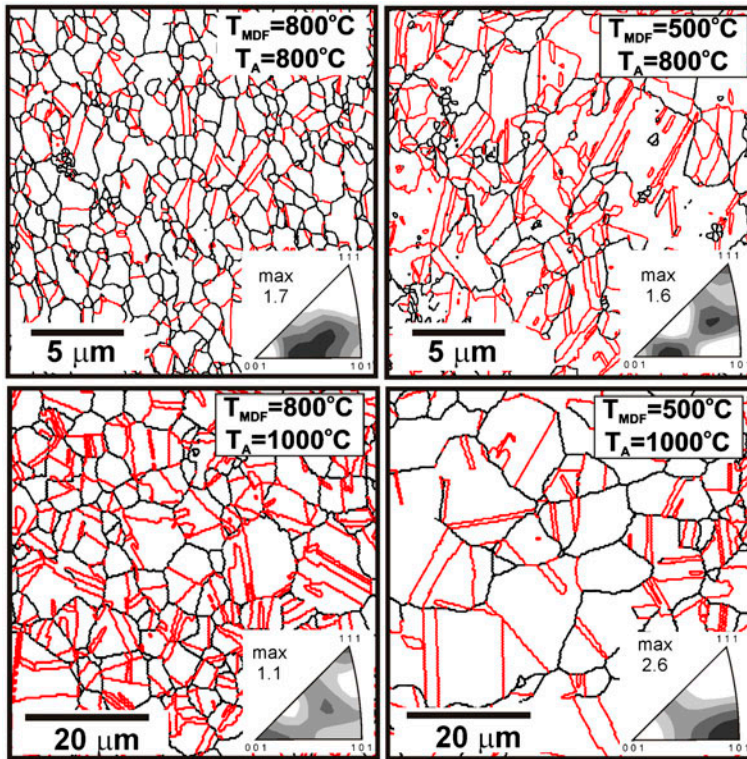 T_MDF=800°C
T_A=800°C
max
1.7
111
001
101
5 μm
T_MDF=500°C
T_A=800°C
max
1.6
111
001
101
5 μm
T_MDF=800°C
T_A=1000°C
max
1.1
111
001
101
20 μm
T_MDF=500°C
T_A=1000°C
max
2.6
111
001
101
20 μm